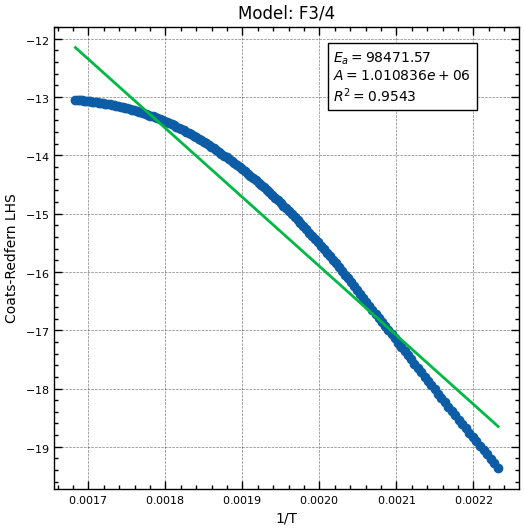 Model: F3/4
E_a = 98471.57
A = 1.010836e + 06
R² = 0.9543
Coats-Redfern LHS
−12
−13
−14
−15
−16
−17
−18
−19
0.0017 0.0018 0.0019 0.0020 0.0021 0.0022
1/T